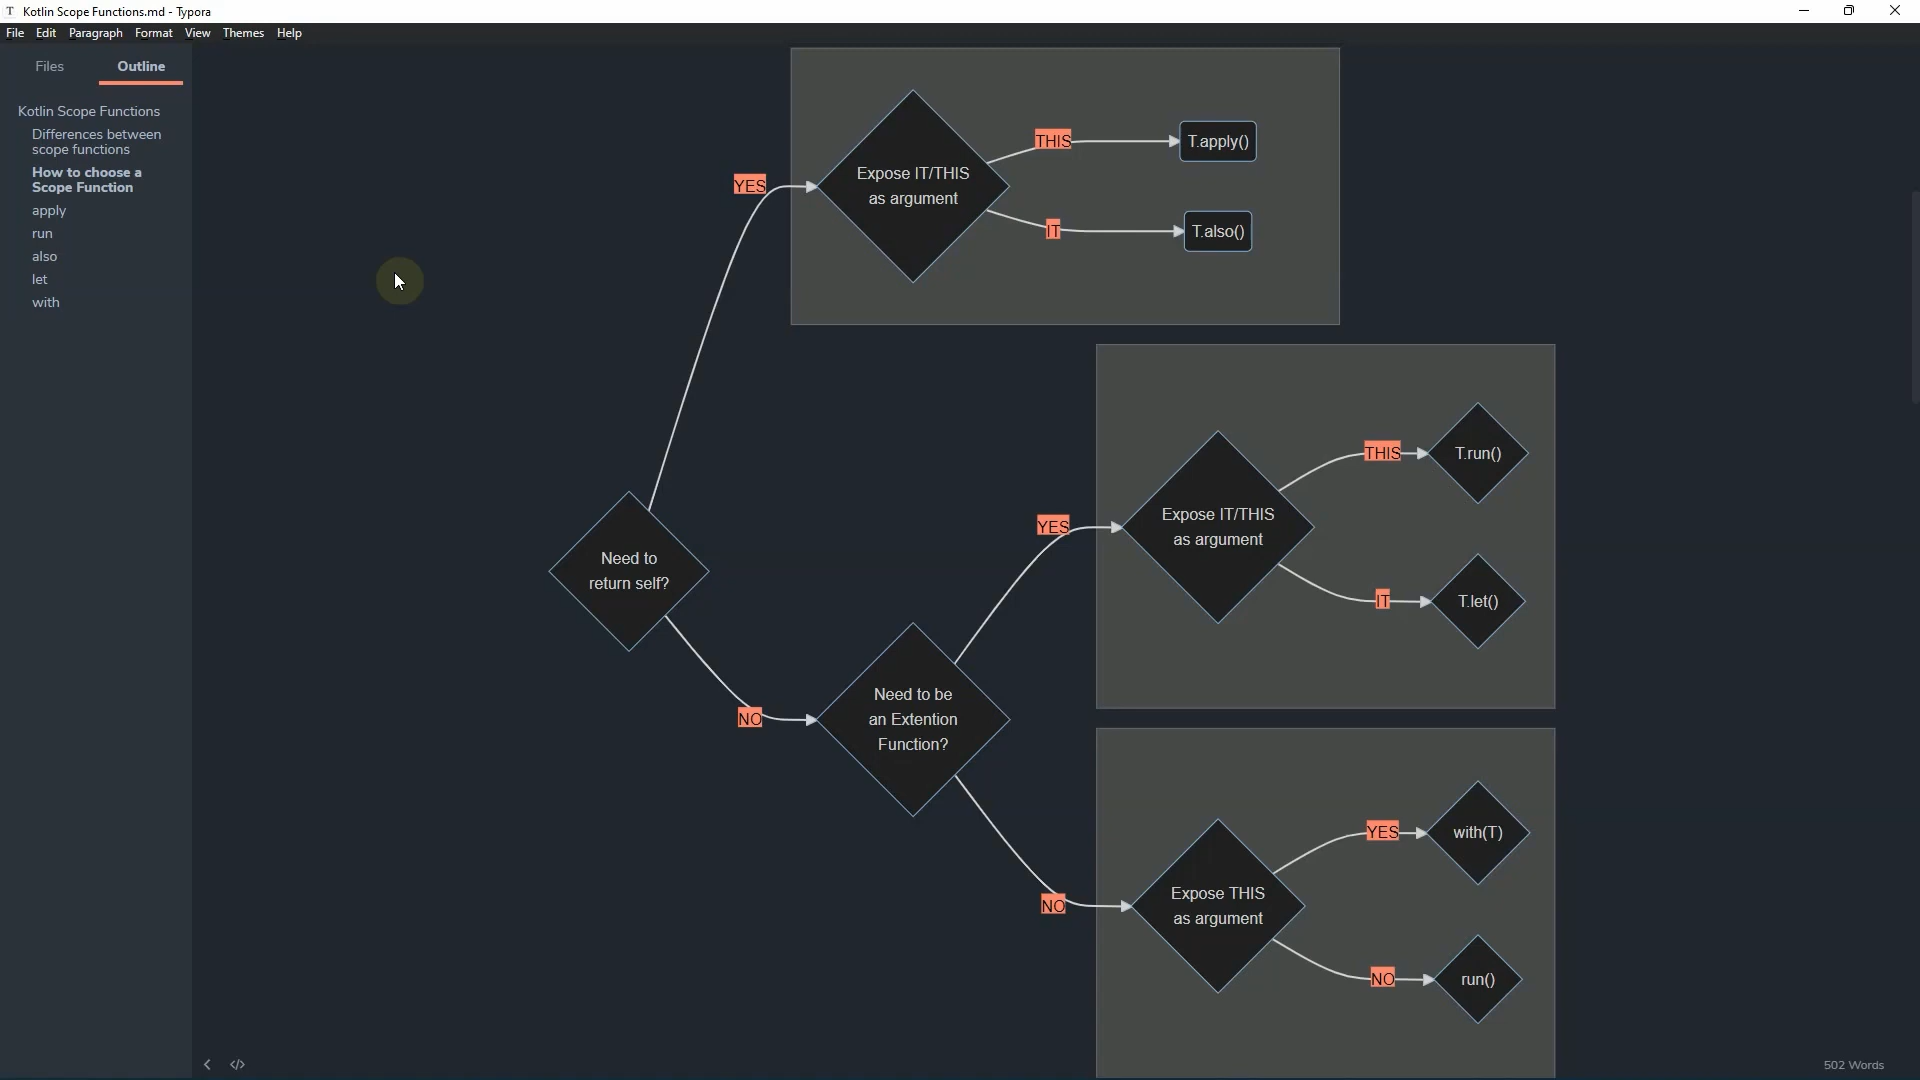 Kotlin Scope Functions.md - Typora
File Edit Paragraph Format View Themes Help
Files Outline
Kotlin Scope Functions
Differences between
scope functions
How to choose a
Scope Function
apply
run
also
let
with
Expose IT/THIS
as argument
THIS
T.apply()
IT
T.also()
YES
Need to
return self?
NO
Need to be
an Extention
Function?
YES
Expose IT/THIS
as argument
THIS
T.run()
IT
T.let()
NO
Expose THIS
as argument
YES
with(T)
NO
run()
502 Words